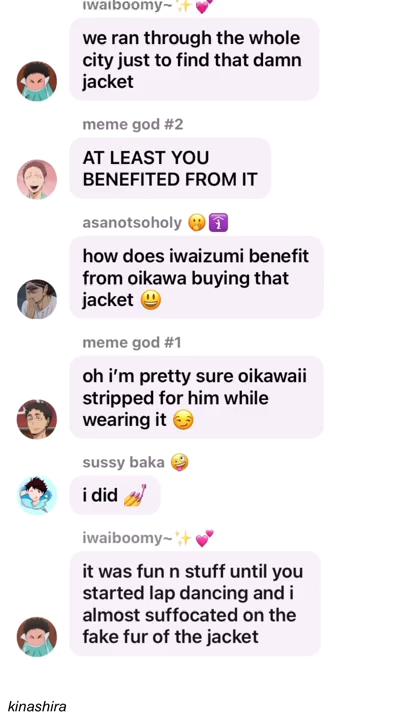 iwaiboomy~✨💕
we ran through the whole
city just to find that damn
jacket
meme god #2
AT LEAST YOU
BENEFITED FROM IT
asanotsoholy 🤫🛐
how does iwaizumi benefit
from oikawa buying that
jacket 😃
meme god #1
oh i’m pretty sure oikawaii
stripped for him while
wearing it 😏
sussy baka 🤪
i did 💅
iwaiboomy~✨💕
it was fun n stuff until you
started lap dancing and i
almost suffocated on the
fake fur of the jacket
kinashira